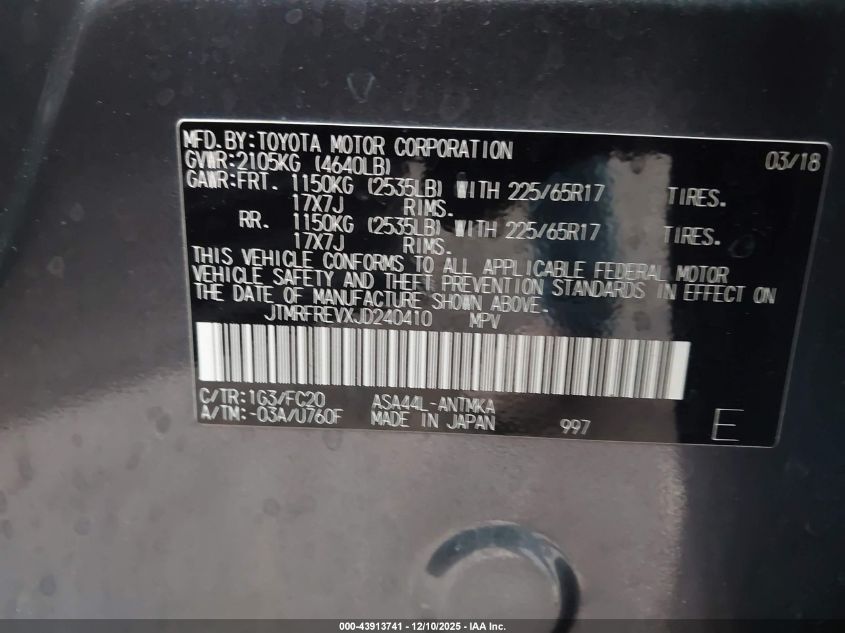 MFD.BY:TOYOTA MOTOR CORPORATION 03/18
GVWR:2105KG (4640LB)
GAWR:FRT. 1150KG (2535LB) WITH 225/65R17 TIRES.
17X7J RIMS.
RR. 1150KG (2535LB) WITH 225/65R17 TIRES.
17X7J RIMS.
THIS VEHICLE CONFORMS TO ALL APPLICABLE FEDERAL MOTOR
VEHICLE SAFETY AND THEFT PREVENTION STANDARDS IN EFFECT ON
THE DATE OF MANUFACTURE SHOWN ABOVE.
JTMRFREVXJD240410 MPV
C/TR:1G3/FC20 ASA44L-ANTMKA
A/TM:-03A/U760F MADE IN JAPAN 997 E
000-43913741 - 12/10/2025 - IAA Inc.